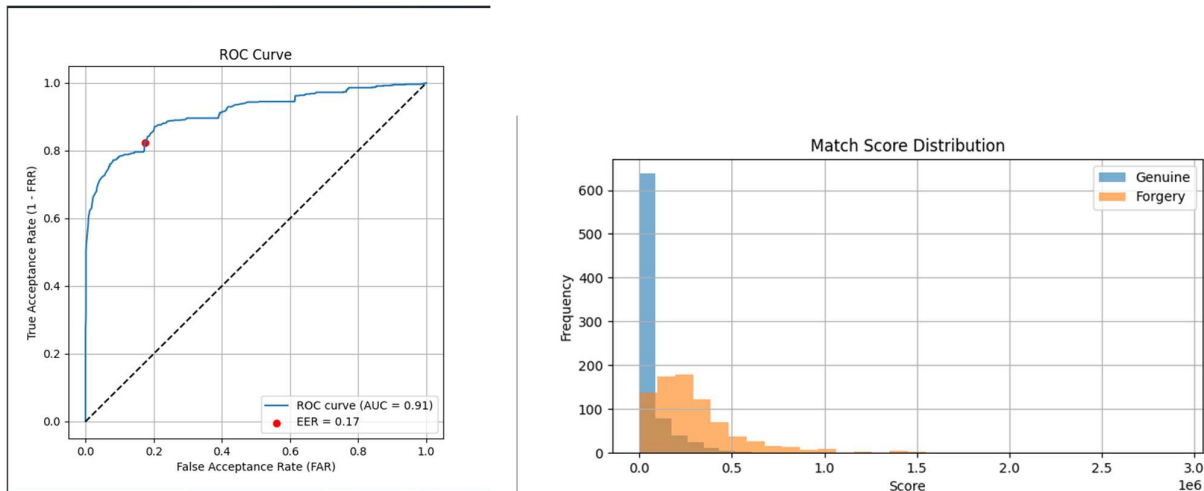 ROC Curve
True Acceptance Rate (1 - FRR)
1.0
0.8
0.6
0.4
0.2
0.0
0.0 0.2 0.4 0.6 0.8 1.0
False Acceptance Rate (FAR)
ROC curve (AUC = 0.91)
EER = 0.17
Match Score Distribution
Frequency
600
500
400
300
200
100
0
0.0 0.5 1.0 1.5 2.0 2.5 3.0
1e6
Score
Genuine
Forgery